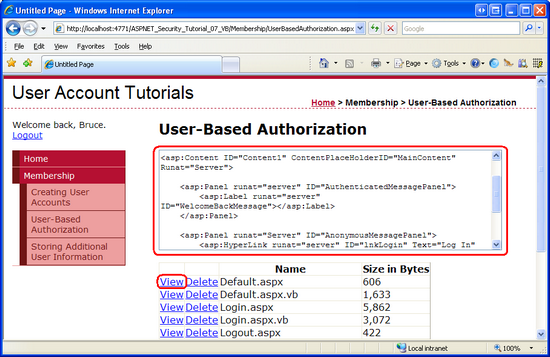 Untitled Page - Windows Internet Explorer
http://localhost:4771/ASPNET_Security_Tutorial_07_VB/Membership/UserBasedAuthorization.aspx
File Edit View Favorites Tools Help
Untitled Page
Page Tools
User Account Tutorials
Home > Membership > User-Based Authorization
Welcome back, Bruce.
Logout
Home
Membership
Creating User
Accounts
User-Based
Authorization
Storing Additional
User Information
User-Based Authorization
<asp:Content ID="Content1" ContentPlaceHolderID="MainContent"
Runat="Server">
<asp:Panel runat="server" ID="AuthenticatedMessagePanel">
<asp:Label runat="server"
ID="WelcomeBackMessage"></asp:Label>
</asp:Panel>
<asp:Panel runat="Server" ID="AnonymousMessagePanel">
<asp:HyperLink runat="server" ID="lnkLogin" Text="Log In"
Name Size in Bytes
View Delete Default.aspx 606
View Delete Default.aspx.vb 1,633
View Delete Login.aspx 5,862
View Delete Login.aspx.vb 3,072
View Delete Logout.aspx 422
Local intranet 100%